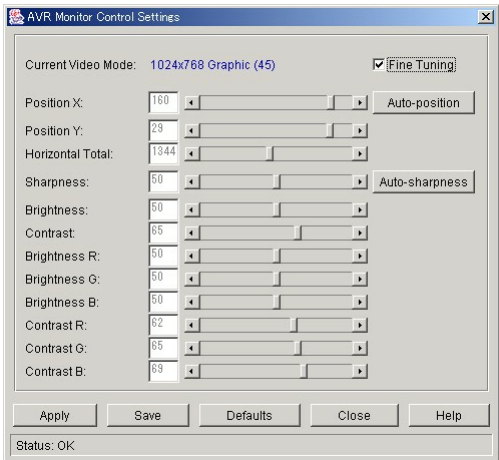 AVR Monitor Control Settings
Current Video Mode: 1024x768 Graphic (45) Fine Tuning
Position X: 160 Auto-position
Position Y: 29
Horizontal Total: 1344
Sharpness: 50 Auto-sharpness
Brightness: 50
Contrast: 65
Brightness R: 50
Brightness G: 50
Brightness B: 50
Contrast R: 62
Contrast G: 65
Contrast B: 69
Apply Save Defaults Close Help
Status: OK